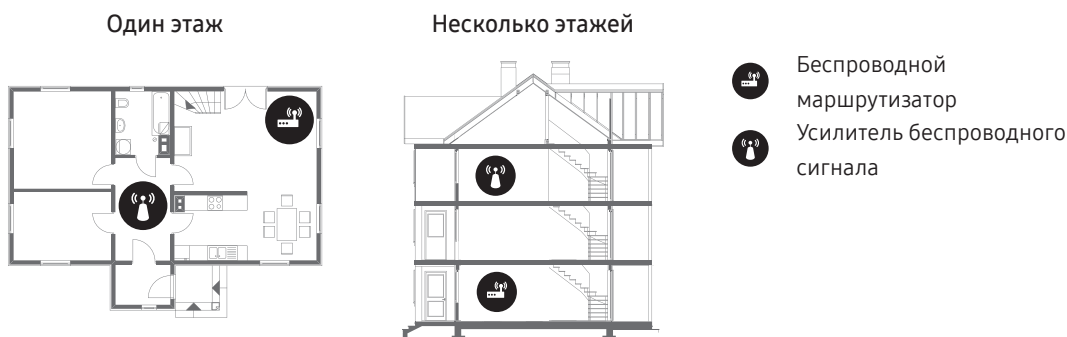 Один этаж
Несколько этажей
Беспроводной
маршрутизатор
Усилитель беспроводного
сигнала